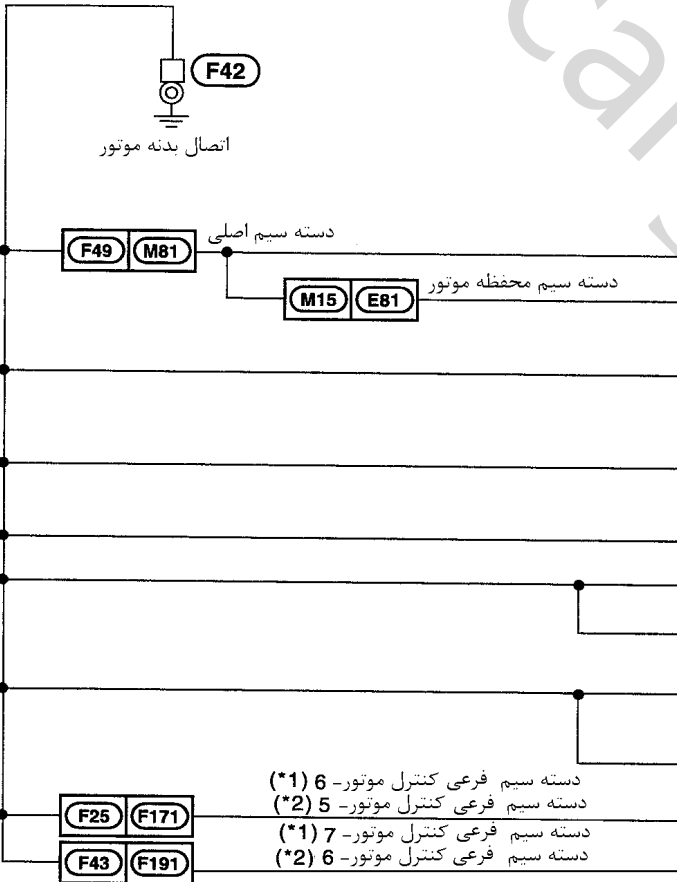 F42
اتصال بدنه موتور
دسته سیم اصلی
F49 M81
دسته سیم محفظه موتور
M15 E81
دسته سیم فرعی کنترل موتور- 6 (*1)
دسته سیم فرعی کنترل موتور- 5 (*2)
F25 F171
دسته سیم فرعی کنترل موتور- 7 (*1)
دسته سیم فرعی کنترل موتور- 6 (*2)
F43 F191
car